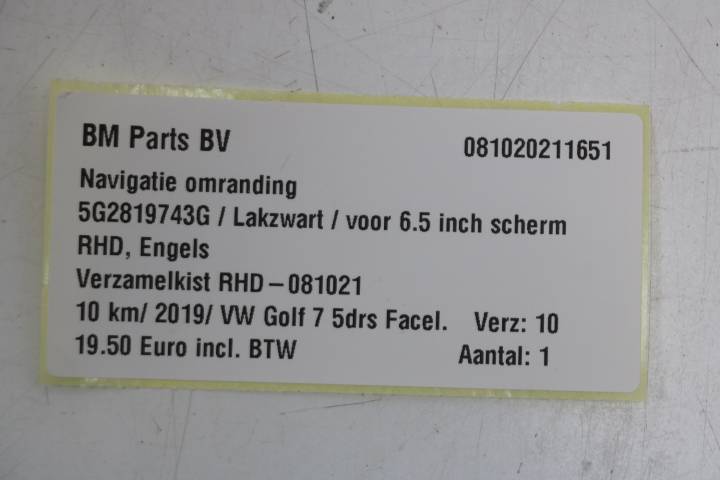 BM Parts BV 081020211651
Navigatie omranding
5G2819743G / Lakzwart / voor 6.5 inch scherm
RHD, Engels
Verzamelkist RHD-081021
10 km/ 2019/ VW Golf 7 5drs Facel. Verz: 10
19.50 Euro incl. BTW Aantal: 1